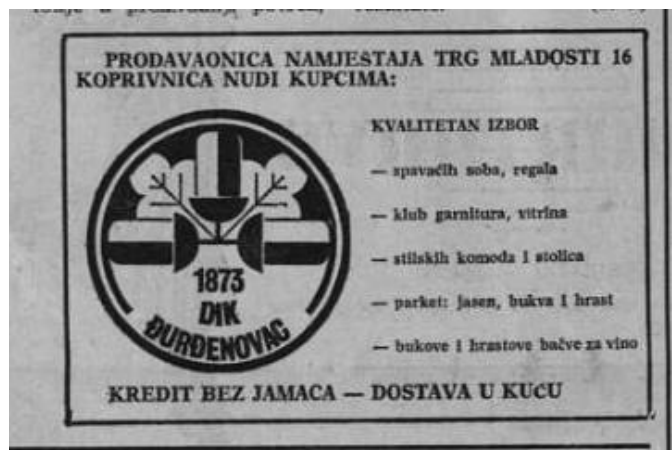 PRODAVAONICA NAMJESTAJA TRG MLADOSTI 16
KOPRIVNICA NUDI KUPCIMA:
KVALITETAN IZBOR
— spavaćih soba, regala
— klub garnitura, vitrina
— stilskih komoda i stolica
— parket: jasen, bukva i hrast
— bukove i hrastove bačve za vino
1873
DIK
ĐURĐENOVAC
KREDIT BEZ JAMACA — DOSTAVA U KUĆU